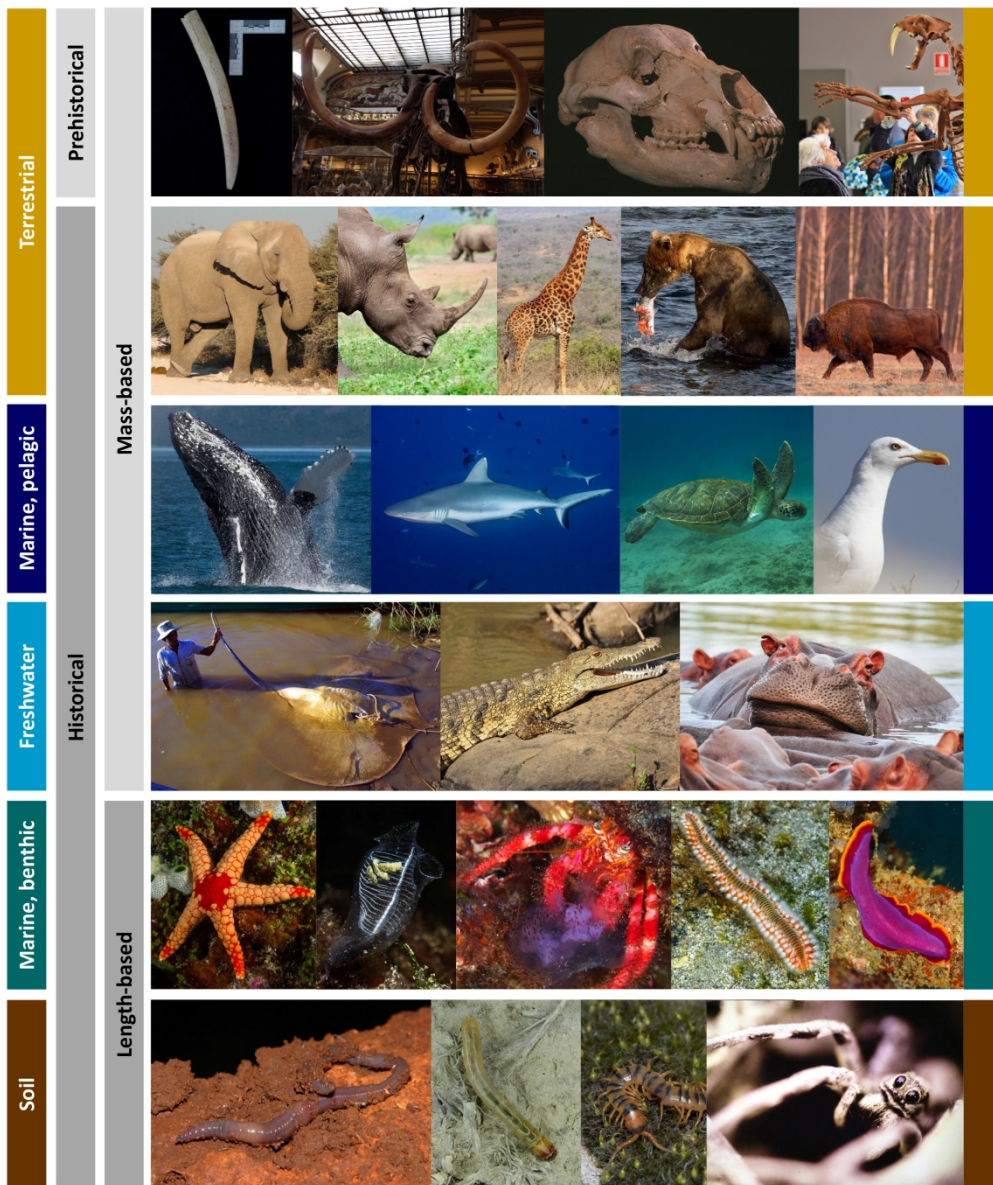 Terrestrial
Prehistorical
Historical
Mass-based
Marine, pelagic
Freshwater
Marine, benthic
Length-based
Soil